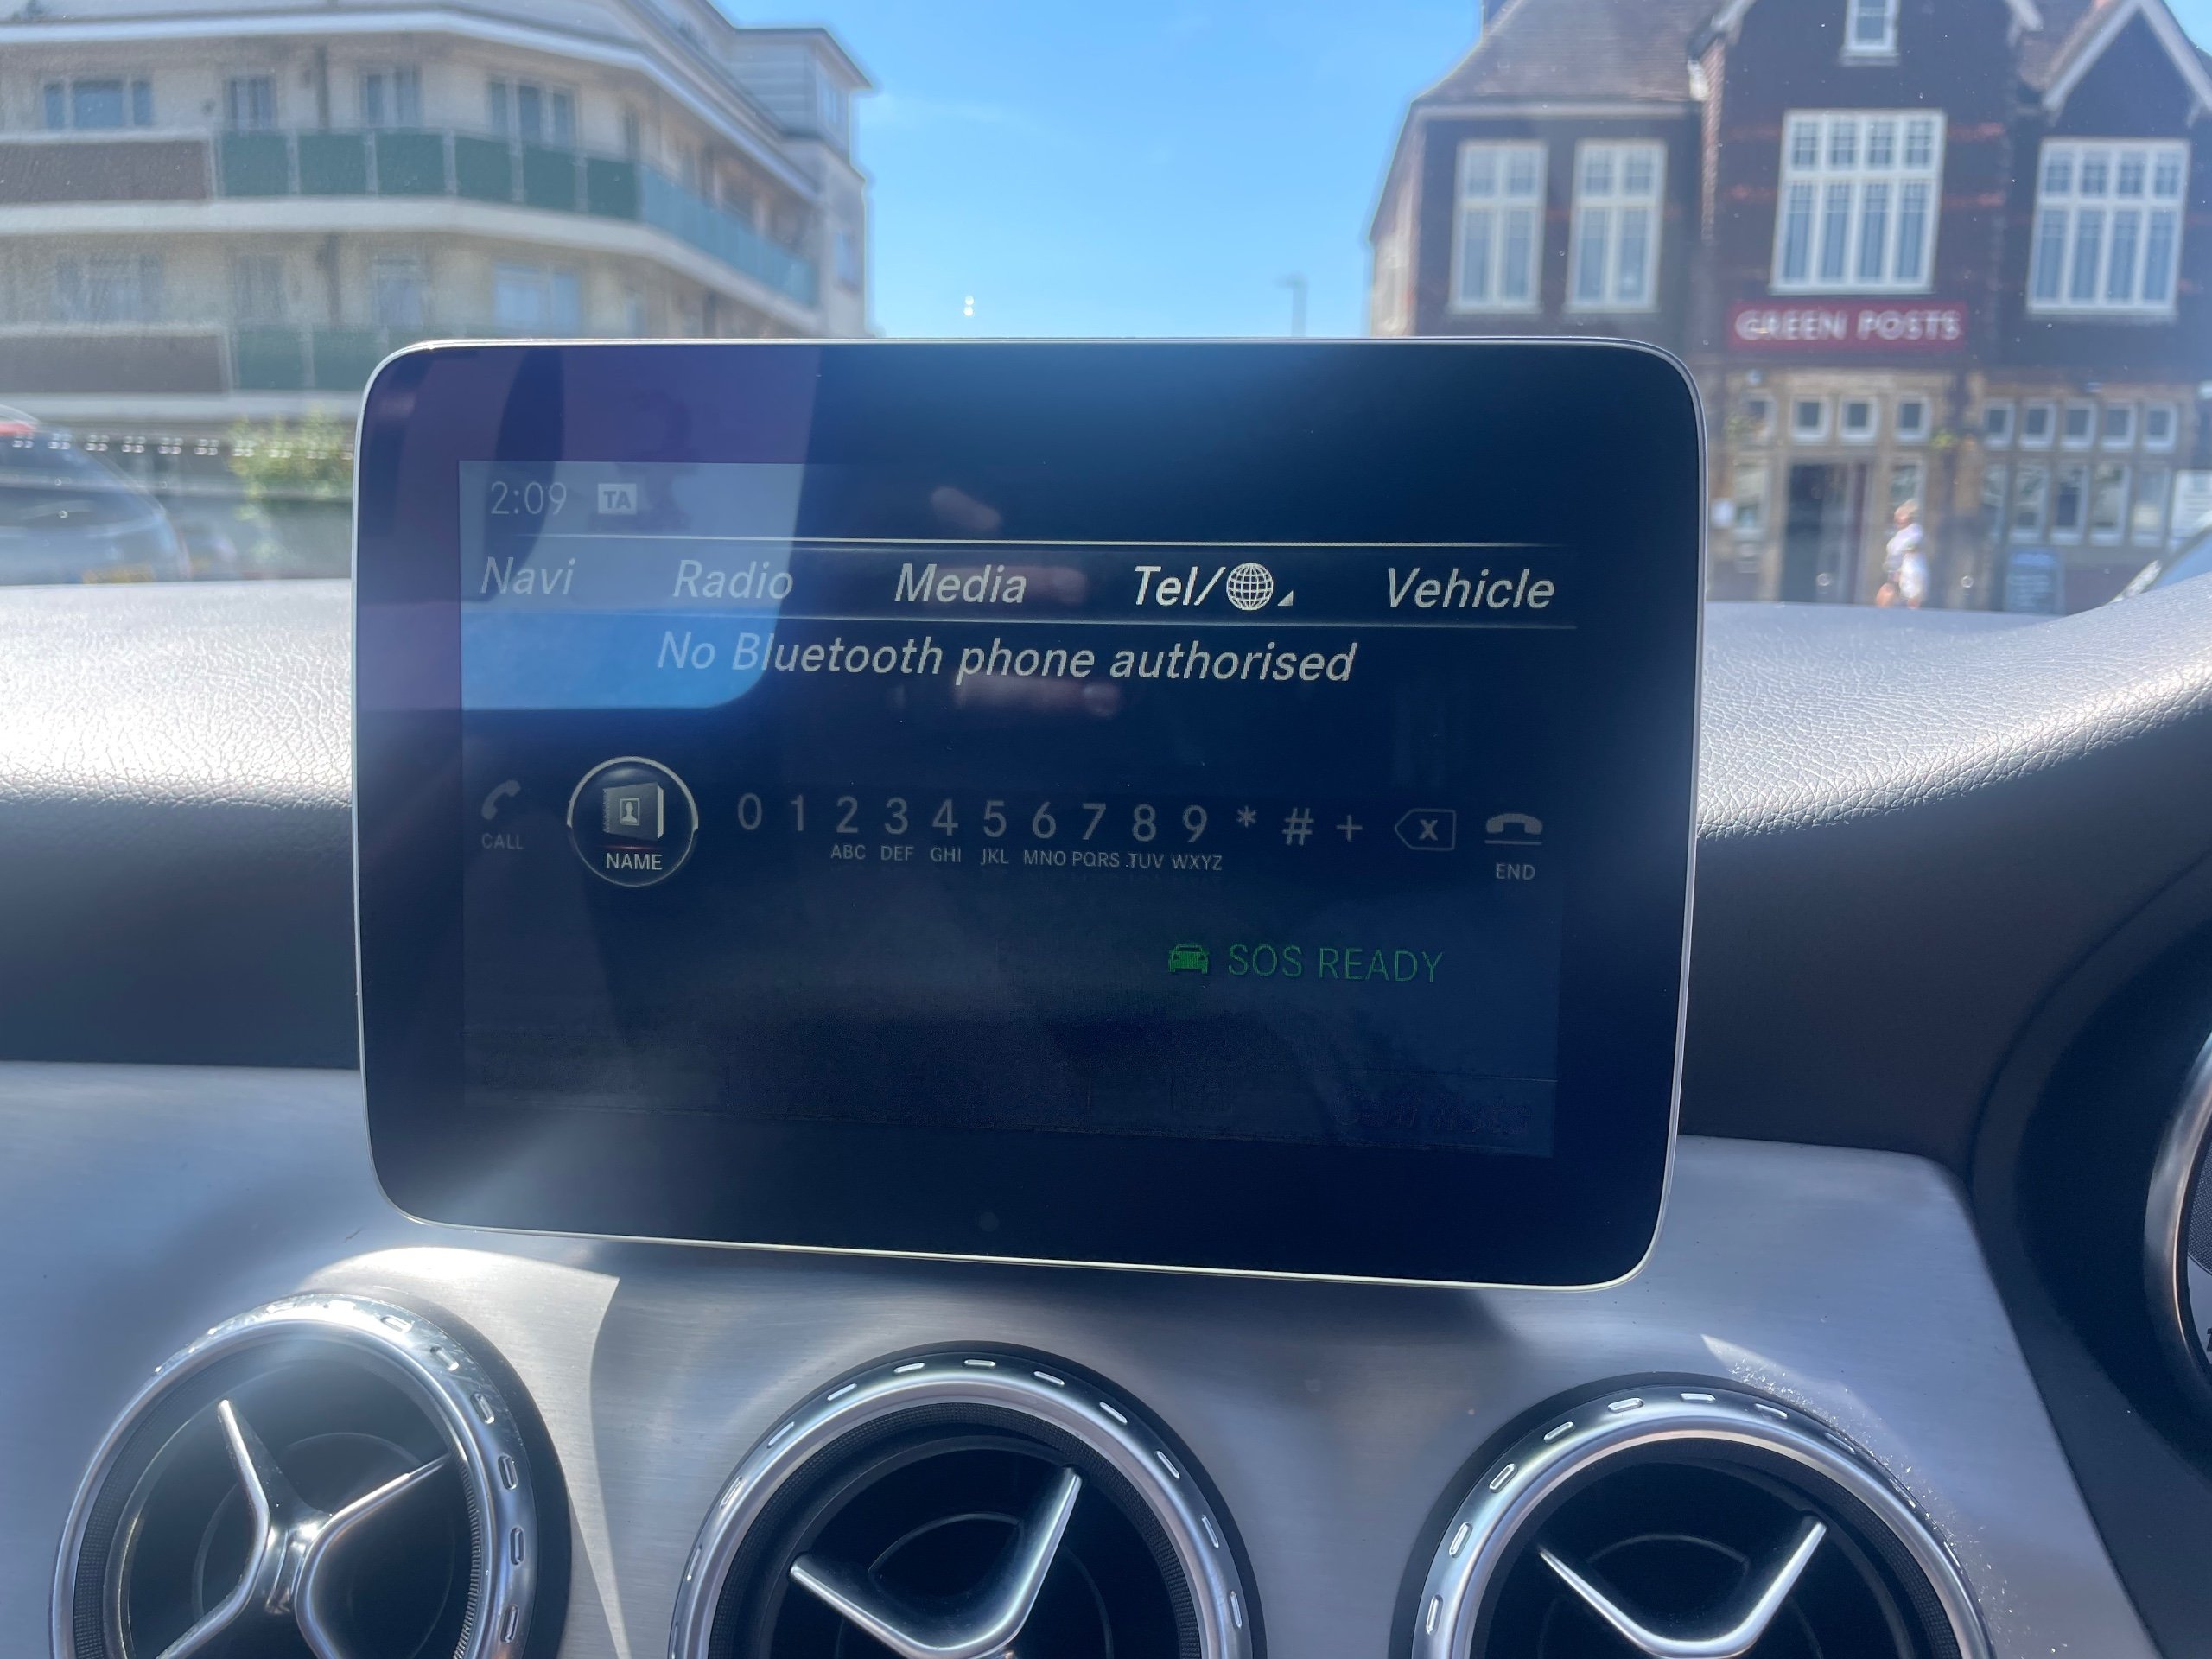 GREEN POSTS
2:09 TA
Navi Radio Media Tel/ Vehicle
No Bluetooth phone authorised
0 1 2 3 4 5 6 7 8 9 * # + x
ABC DEF GHI JKL MNO PQRS TUV WXYZ
CALL NAME END
SOS READY